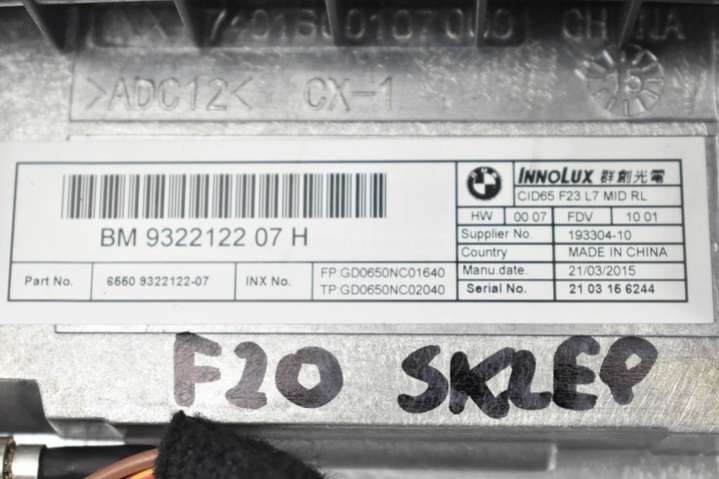 >ADC12< CX-1
15
BM 9322122 07 H
INNOLUX 群創光電
CID65 F23 L7 MID RL
HW 00 07 FDV 10 01
Supplier No. 193304-10
Country MADE IN CHINA
Manu.date. 21/03/2015
Serial No. 21 03 15 6244
Part No. 6550 9322122-07 INX No. FP:GD0650NC01640
TP:GD0650NC02040
F20 SKLEP